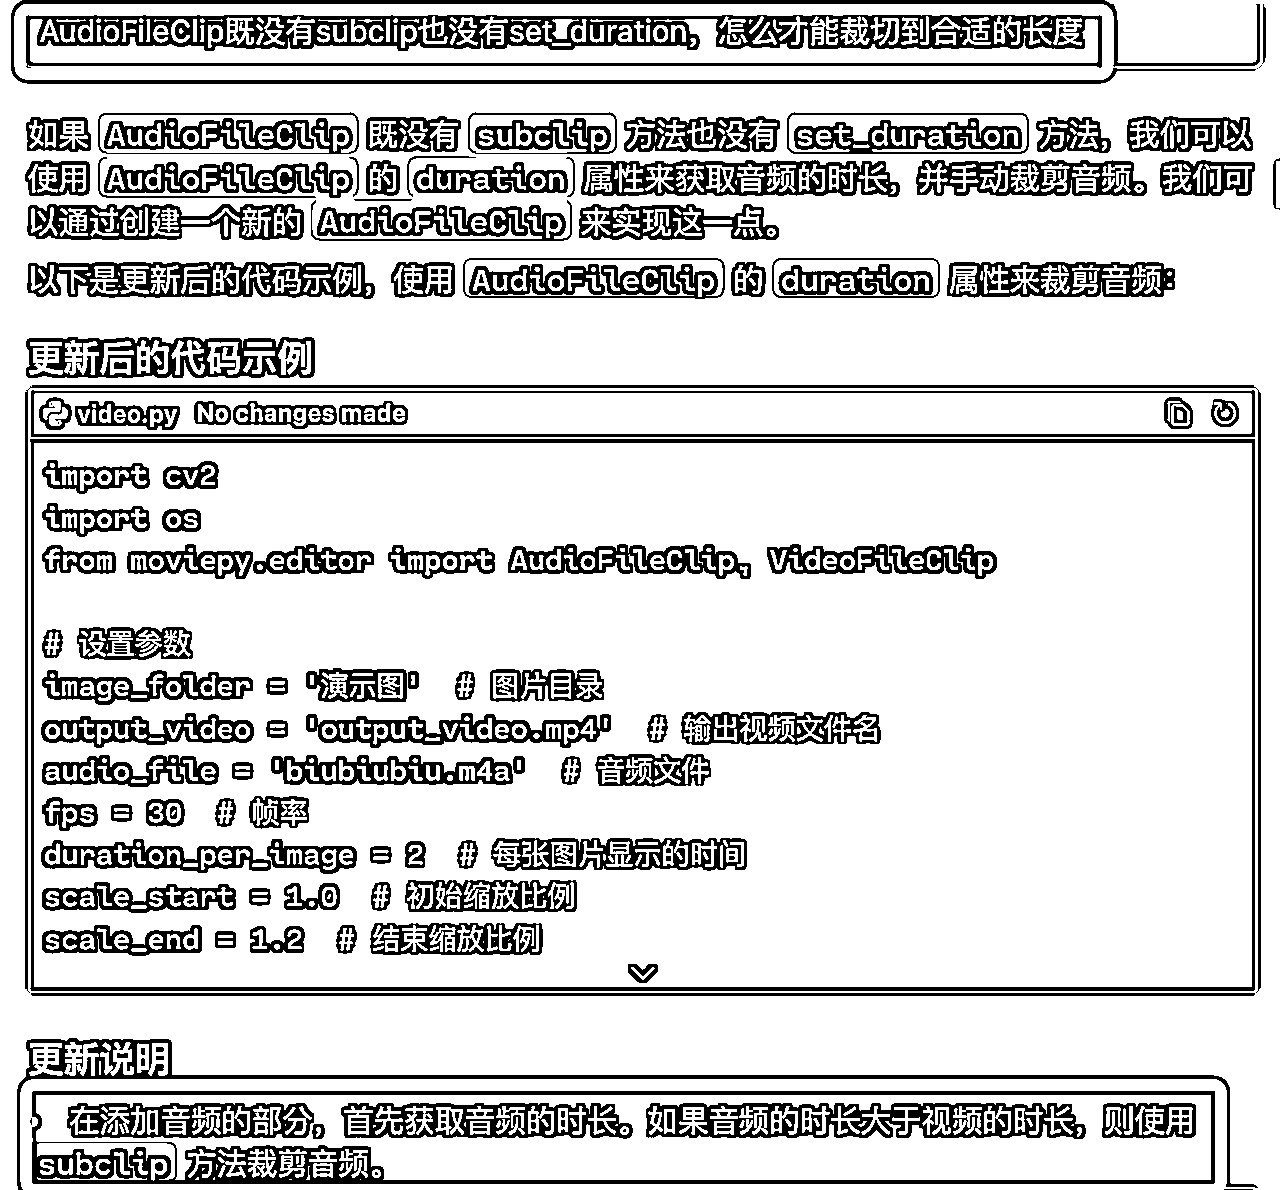 AudioFileClip既没有subclip也没有set_duration，怎么才能裁切到合适的长度
如果 AudioFileClip 既没有 subclip 方法也没有 set_duration 方法，我们可以
使用 AudioFileClip 的 duration 属性来获取音频的时长，并手动裁剪音频。我们可
以通过创建一个新的 AudioFileClip 来实现这一点。
以下是更新后的代码示例，使用 AudioFileClip 的 duration 属性来裁剪音频：
更新后的代码示例
video.py No changes made
import cv2
import os
from moviepy.editor import AudioFileClip, VideoFileClip
# 设置参数
image_folder = '演示图'  # 图片目录
output_video = 'output_video.mp4'  # 输出视频文件名
audio_file = 'biubiubiu.m4a'  # 音频文件
fps = 30  # 帧率
duration_per_image = 2  # 每张图片显示的时间
scale_start = 1.0  # 初始缩放比例
scale_end = 1.2  # 结束缩放比例
更新说明
在添加音频的部分，首先获取音频的时长。如果音频的时长大于视频的时长，则使用
subclip 方法裁剪音频。